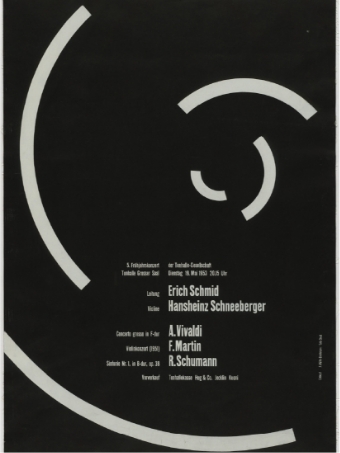 5. Frühjahrskonzert der Tonhalle-Gesellschaft
Tonhalle Grosser Saal Dienstag, 19. Mai 1953 20.15 Uhr
Leitung Erich Schmid
Violine Hansheinz Schneeberger
Concerto grosso in F-dur A.Vivaldi
Violinkonzert (1951) F.Martin
Sinfonie Nr. 1, in B-dur, op. 38 R.Schumann
Vorverkauf Tonhallekasse Hug & Co. Jecklin Kuoni